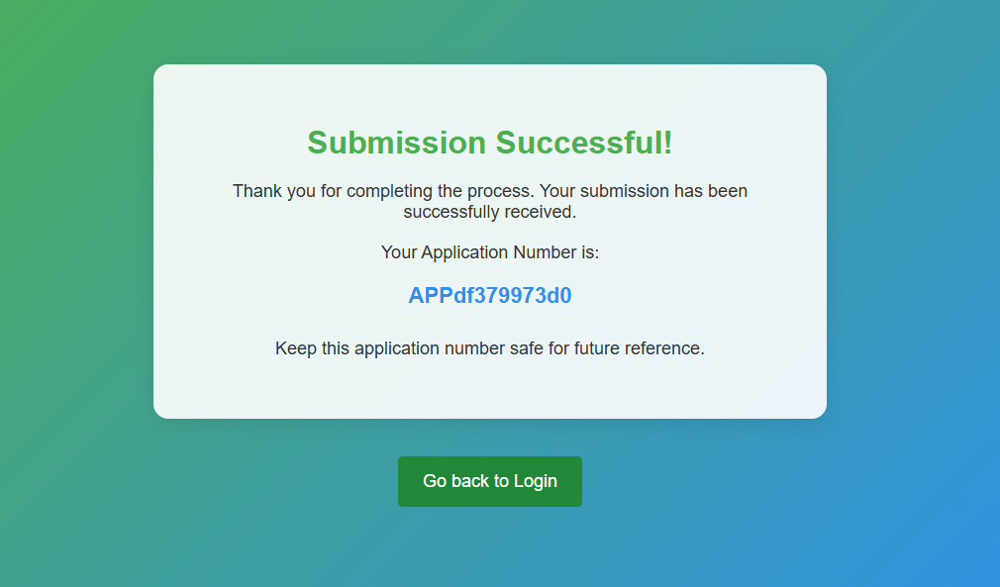 Submission Successful!
Thank you for completing the process. Your submission has been
successfully received.
Your Application Number is:
APPdf379973d0
Keep this application number safe for future reference.
Go back to Login